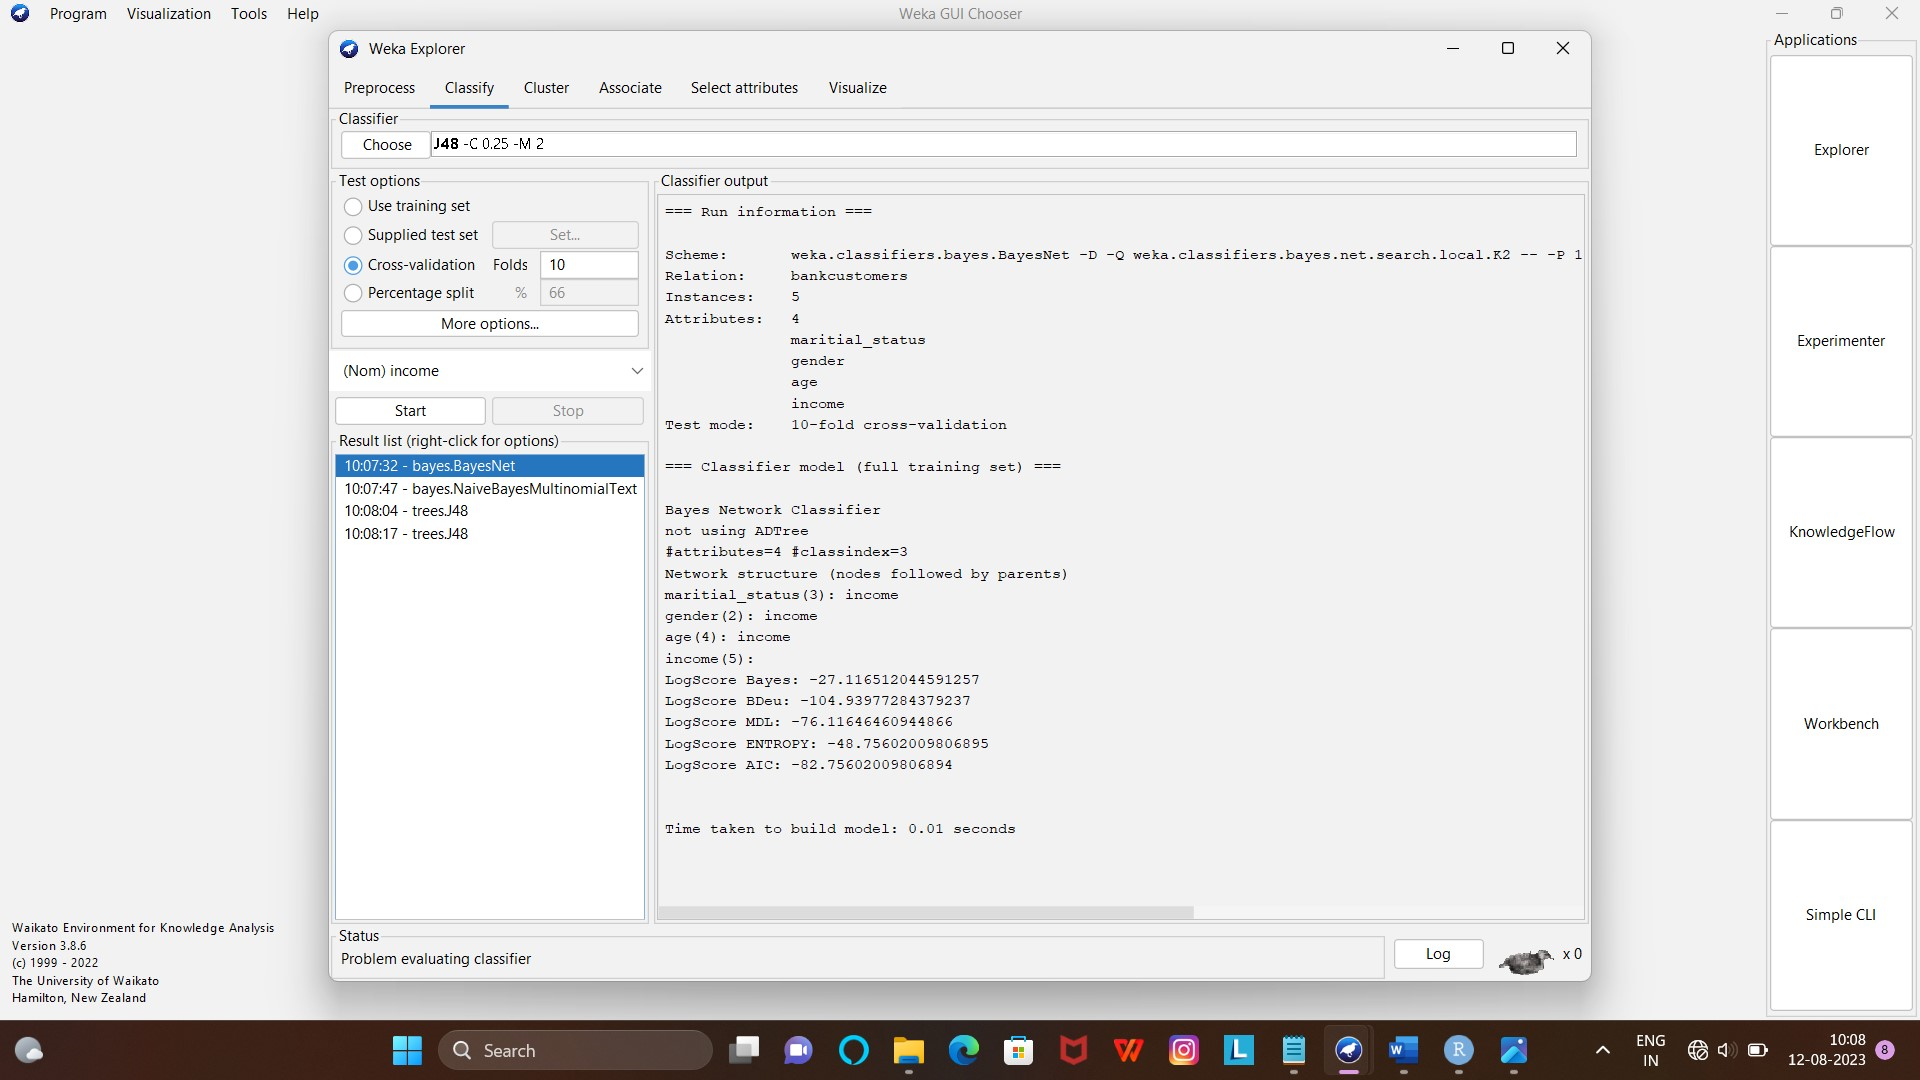 Program Visualization Tools Help
Weka GUI Chooser
Weka Explorer
Preprocess Classify Cluster Associate Select attributes Visualize
Classifier
Choose J48 -C 0.25 -M 2
Test options
Use training set
Supplied test set Set...
Cross-validation Folds 10
Percentage split % 66
More options...
(Nom) income
Start Stop
Result list (right-click for options)
10:07:32 - bayes.BayesNet
10:07:47 - bayes.NaiveBayesMultinomialText
10:08:04 - trees.J48
10:08:17 - trees.J48
Classifier output
=== Run information ===
Scheme: weka.classifiers.bayes.BayesNet -D -Q weka.classifiers.bayes.net.search.local.K2 -- -P 1
Relation: bankcustomers
Instances: 5
Attributes: 4
maritial_status
gender
age
income
Test mode: 10-fold cross-validation
=== Classifier model (full training set) ===
Bayes Network Classifier
not using ADTree
#attributes=4 #classindex=3
Network structure (nodes followed by parents)
maritial_status(3): income
gender(2): income
age(4): income
income(5):
LogScore Bayes: -27.116512044591257
LogScore BDeu: -104.93977284379237
LogScore MDL: -76.11646460944866
LogScore ENTROPY: -48.75602009806895
LogScore AIC: -82.75602009806894
Time taken to build model: 0.01 seconds
Status
Problem evaluating classifier
Log
x 0
Applications
Explorer
Experimenter
KnowledgeFlow
Workbench
Simple CLI
Waikato Environment for Knowledge Analysis
Version 3.8.6
(c) 1999 - 2022
The University of Waikato
Hamilton, New Zealand
Search
L
W
R
ENG
IN
10:08
12-08-2023
8